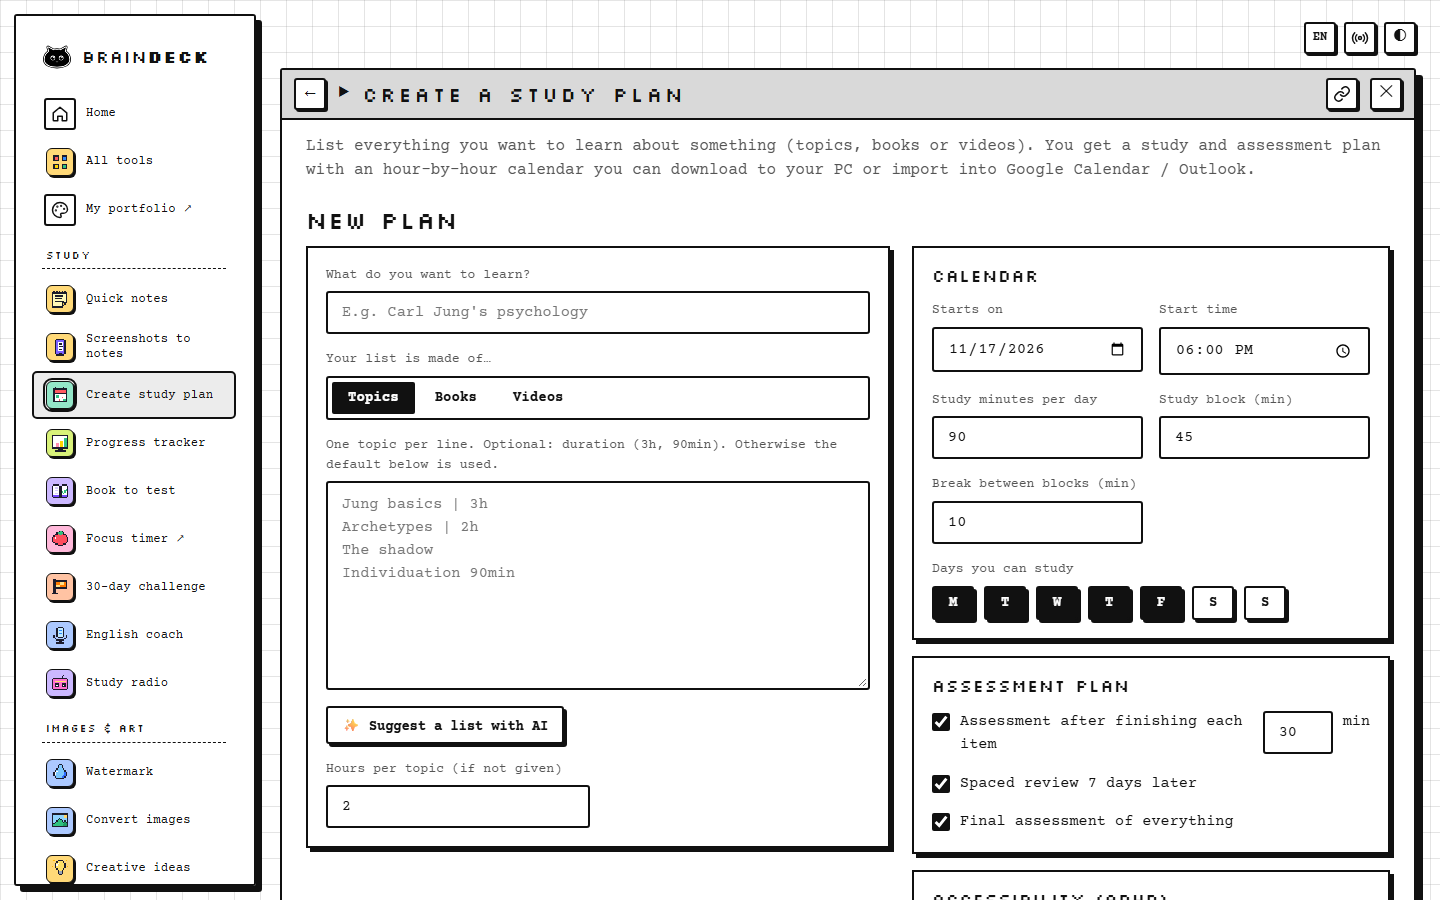 BRAINDECK
Home
All tools
My portfolio ↗
STUDY
Quick notes
Screenshots to
notes
Create study plan
Progress tracker
Book to test
Focus timer ↗
30-day challenge
English coach
Study radio
IMAGES & ART
Watermark
Convert images
Creative ideas
EN
← ▶ CREATE A STUDY PLAN
List everything you want to learn about something (topics, books or videos). You get a study and assessment plan
with an hour-by-hour calendar you can download to your PC or import into Google Calendar / Outlook.
NEW PLAN
What do you want to learn?
E.g. Carl Jung's psychology
Your list is made of…
Topics Books Videos
One topic per line. Optional: duration (3h, 90min). Otherwise the
default below is used.
Jung basics | 3h
Archetypes | 2h
The shadow
Individuation 90min
✨ Suggest a list with AI
Hours per topic (if not given)
2
CALENDAR
Starts on
11/17/2026
Start time
06:00 PM
Study minutes per day
90
Study block (min)
45
Break between blocks (min)
10
Days you can study
M T W T F S S
ASSESSMENT PLAN
Assessment after finishing each
item
30 min
Spaced review 7 days later
Final assessment of everything
ACCESSIBILITY (ADHD)